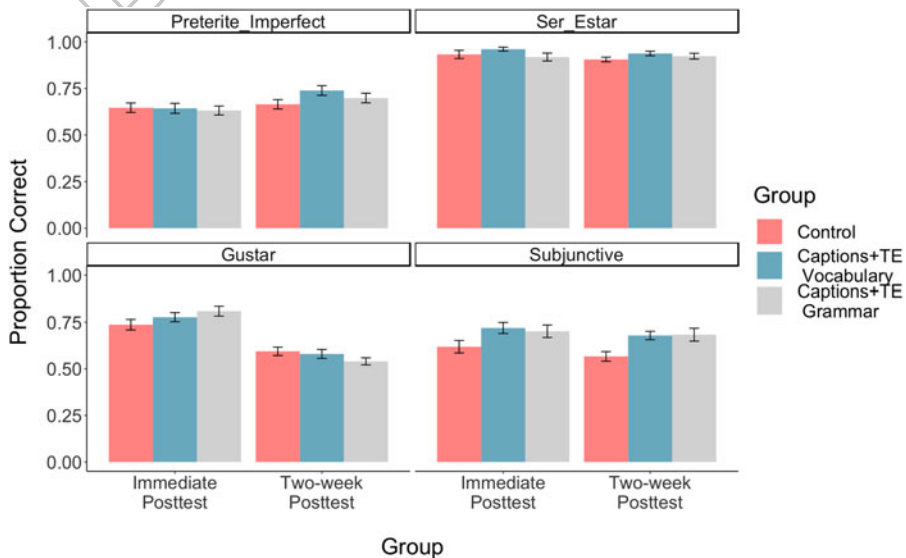 Preterite_Imperfect Ser_Estar
1.00
0.75
0.50
0.25
0.00
Gustar Subjunctive
1.00
0.75
0.50
0.25
0.00
Proportion Correct
Immediate Posttest Two-week Posttest Immediate Posttest Two-week Posttest
Group
Group
Control
Captions+TE
Vocabulary
Captions+TE
Grammar